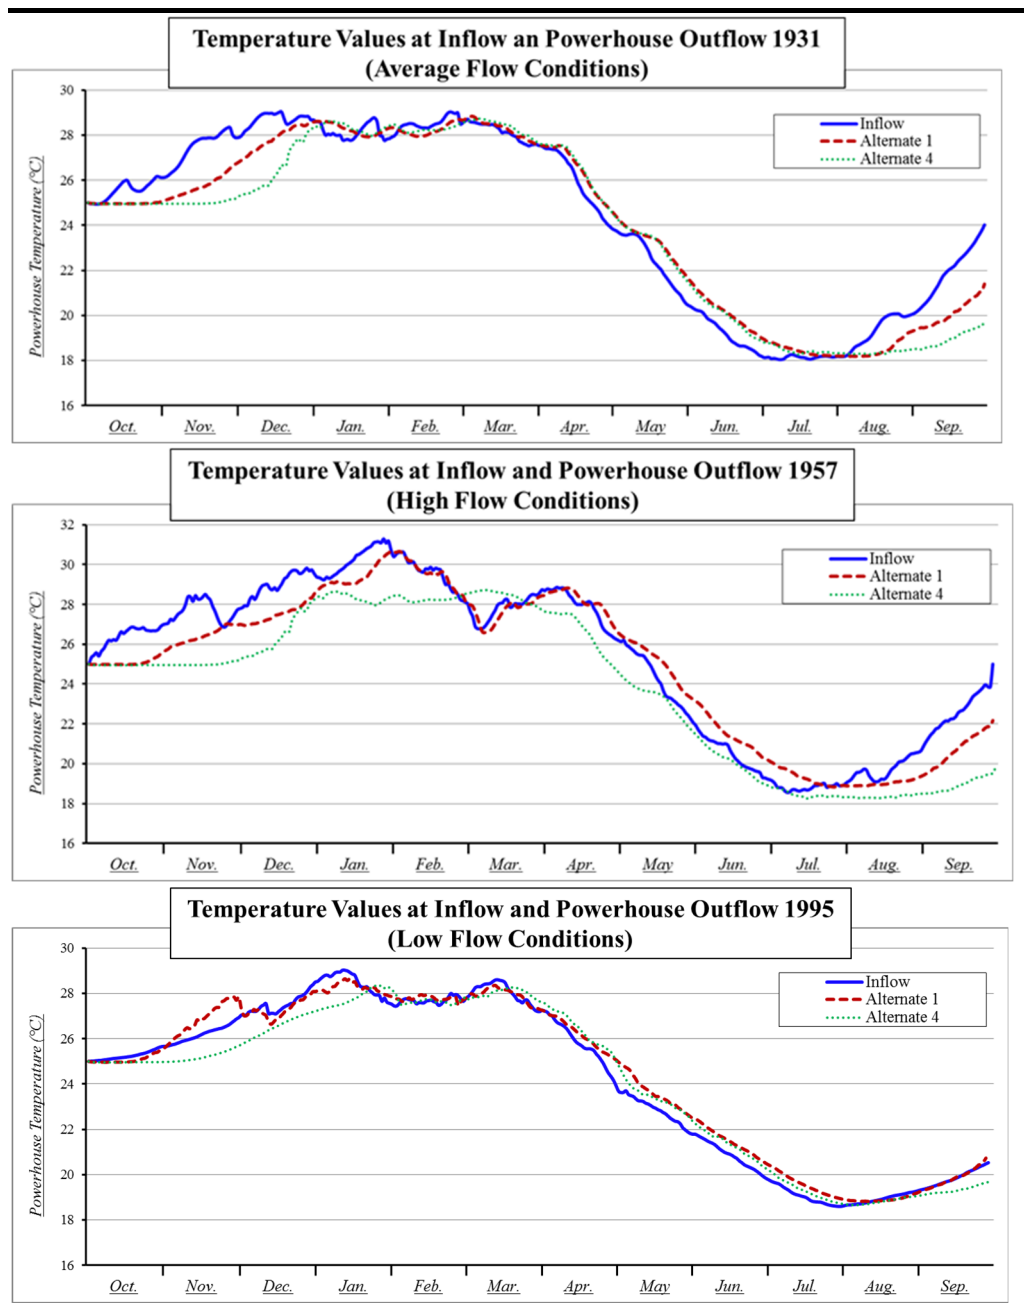 Temperature Values at Inflow an Powerhouse Outflow 1931
(Average Flow Conditions)
Powerhouse Temperature (°C)
30
28
26
24
22
20
18
16
Inflow
Alternate 1
Alternate 4
Oct. Nov. Dec. Jan. Feb. Mar. Apr. May Jun. Jul. Aug. Sep.
Temperature Values at Inflow and Powerhouse Outflow 1957
(High Flow Conditions)
Powerhouse Temperature (°C)
32
30
28
26
24
22
20
18
16
Inflow
Alternate 1
Alternate 4
Oct. Nov. Dec. Jan. Feb. Mar. Apr. May Jun. Jul. Aug. Sep.
Temperature Values at Inflow and Powerhouse Outflow 1995
(Low Flow Conditions)
Powerhouse Temperature (°C)
30
28
26
24
22
20
18
16
Inflow
Alternate 1
Alternate 4
Oct. Nov. Dec. Jan. Feb. Mar. Apr. May Jun. Jul. Aug. Sep.